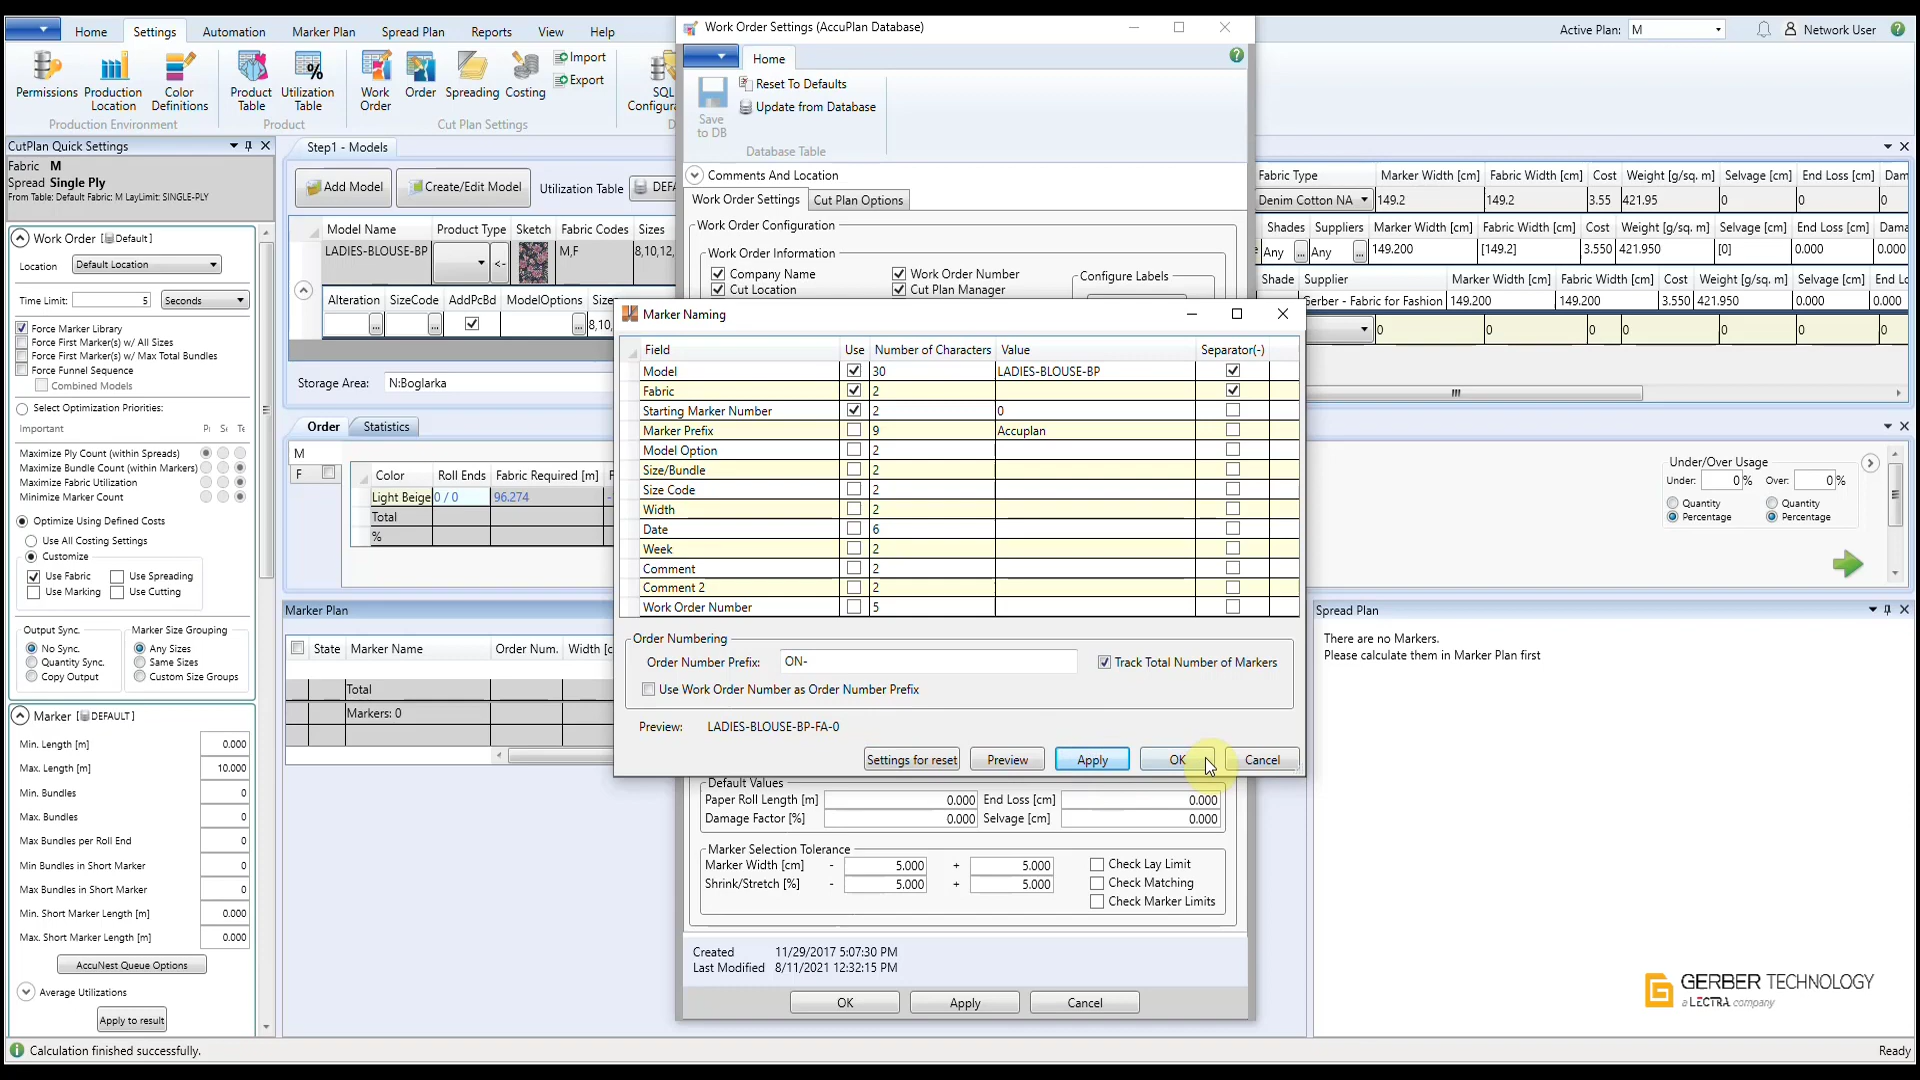 Home Settings Automation Marker Plan Spread Plan Reports View Help
Permissions Production Location Color Definitions
Production Environment
Product Table Utilization Table
Product
Work Order Order Spreading Costing Import Export
Cut Plan Settings
SQL
Work Order Settings (AccuPlan Database)
Home
Save to DB
Reset To Defaults
Update from Database
Database Table
Active Plan: M
Network User
CutPlan Quick Settings
Fabric M
Spread Single Ply
From Table: Default Fabric: M LayLimit: SINGLE-PLY
Work Order [Default]
Location Default Location
Time Limit: 5 Seconds
Force Marker Library
Force First Marker(s) w/ All Sizes
Force First Marker(s) w/ Max Total Bundles
Force Funnel Sequence
Combined Models
Select Optimization Priorities:
Important
Maximize Ply Count (within Spreads)
Maximize Bundle Count (within Markers)
Maximize Fabric Utilization
Minimize Marker Count
Optimize Using Defined Costs
Use All Costing Settings
Customize
Use Fabric Use Spreading
Use Marking Use Cutting
Output Sync. Marker Size Grouping
No Sync. Any Sizes
Quantity Sync. Same Sizes
Copy Output Custom Size Groups
Marker [DEFAULT]
Min. Length [m] 0.000
Max. Length [m] 10.000
Min. Bundles 0
Max. Bundles 0
Max Bundles per Roll End 0
Min Bundles in Short Marker 0
Max Bundles in Short Marker 0
Min. Short Marker Length [m] 0.000
Max. Short Marker Length [m] 0.000
AccuNest Queue Options
Average Utilizations
Apply to result
Calculation finished successfully.
Step1 - Models
Add Model Create/Edit Model Utilization Table
Model Name Product Type Sketch Fabric Codes Sizes
LADIES-BLOUSE-BP <- M,F 8,10,12,
Alteration SizeCode AddPcBd ModelOptions
... ... ... 8,10,
Storage Area: N:Boglarka
Order Statistics
M
F
Color Roll Ends Fabric Required [m]
Light Beige 0 / 0 96.274
Total
%
Marker Plan
State Marker Name Order Num.
Total
Markers: 0
Comments And Location
Work Order Settings Cut Plan Options
Work Order Configuration
Work Order Information
Company Name Work Order Number
Cut Location Cut Plan Manager
Configure Labels
Marker Naming
Field Use Number of Characters Value Separator(-)
Model 30 LADIES-BLOUSE-BP
Fabric 2
Starting Marker Number 2 0
Marker Prefix 9 Accuplan
Model Option 2
Size/Bundle 2
Size Code 2
Width 2
Date 6
Week 2
Comment 2
Comment 2 2
Work Order Number 5
Order Numbering
Order Number Prefix: ON- Track Total Number of Markers
Use Work Order Number as Order Number Prefix
Preview: LADIES-BLOUSE-BP-FA-0
Settings for reset Preview Apply OK Cancel
Default Values
Paper Roll Length [m] 0.000 End Loss [cm] 0.000
Damage Factor [%] 0.000 Selvage [cm] 0.000
Marker Selection Tolerance
Marker Width [cm] - 5.000 + 5.000 Check Lay Limit
Shrink/Stretch [%] - 5.000 + 5.000 Check Matching
Check Marker Limits
Created 11/29/2017 5:07:30 PM
Last Modified 8/11/2021 12:32:15 PM
OK Apply Cancel
Fabric Type Marker Width [cm] Fabric Width [cm] Cost Weight [g/sq. m] Selvage [cm] End Loss [cm]
Denim Cotton NA 149.2 149.2 3.55 421.95 0 0 0
Shades Suppliers Marker Width [cm] Fabric Width [cm] Cost Weight [g/sq. m] Selvage [cm] End Loss [cm]
Any ... Any ... 149.200 [149.2] 3.550 421.950 [0] 0.000 0.000
Shade Supplier Marker Width [cm] Fabric Width [cm] Cost Weight [g/sq. m] Selvage [cm]
Gerber - Fabric for Fashion 149.200 149.200 3.550 421.950 0.000 0.000 0.000
0 0 0 0 0 0
Under/Over Usage
Under: 0 % Over: 0 %
Quantity Quantity
Percentage Percentage
Spread Plan
There are no Markers.
Please calculate them in Marker Plan first
GERBER TECHNOLOGY
a LECTRA company
Ready